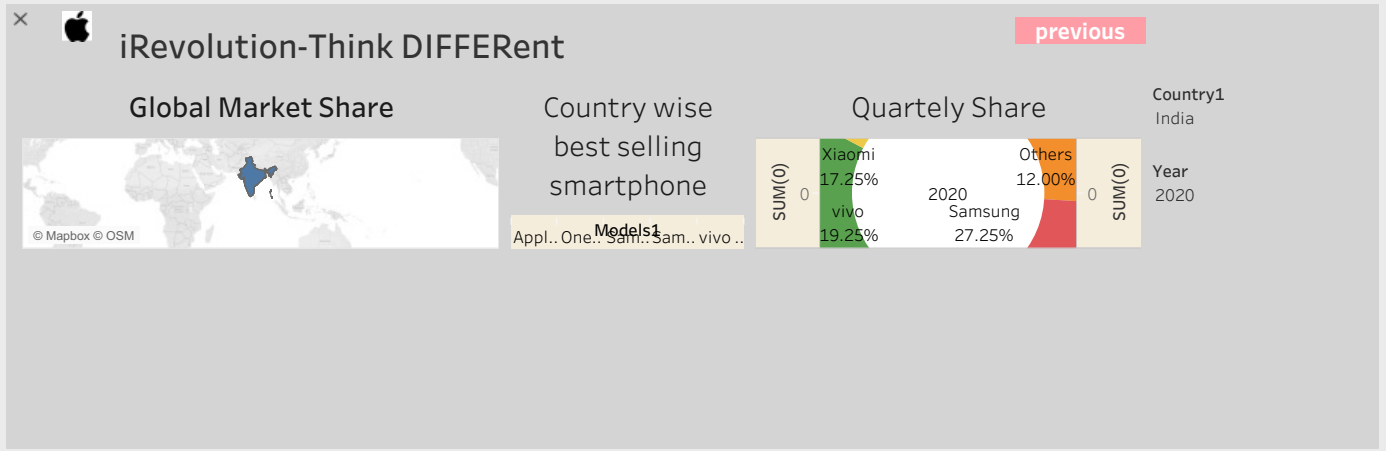 iRevolution-Think DIFFERent
previous
Global Market Share
© Mapbox © OSM
Country wise
best selling
smartphone
Models1
Appl.. One.. Sam.. Sam.. vivo ..
Quartely Share
SUM(0)
0
Xiaomi
17.25%
vivo
19.25%
2020
Samsung
27.25%
Others
12.00%
0
SUM(0)
Country1
India
Year
2020